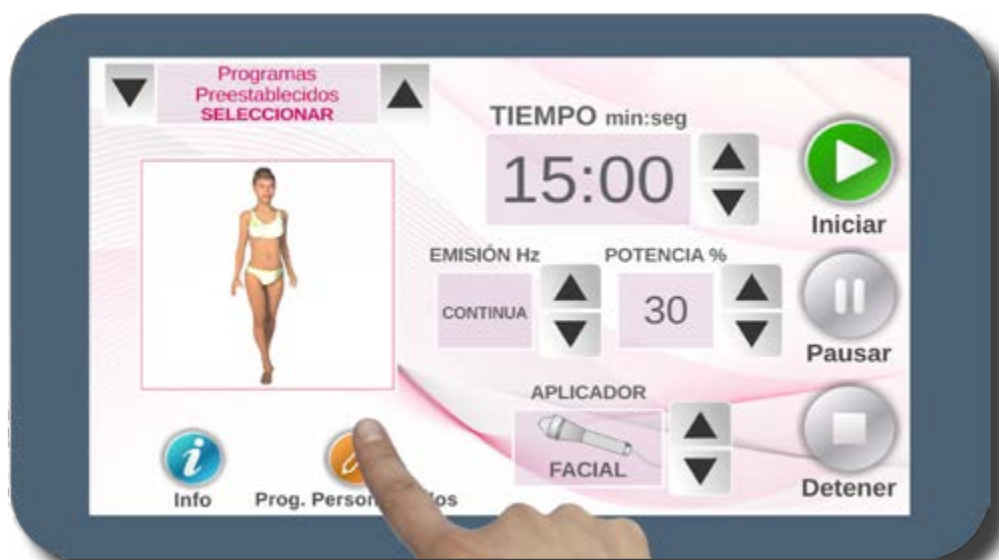 Programas
Preestablecidos
SELECCIONAR
TIEMPO min:seg
15:00
Iniciar
EMISIÓN Hz
POTENCIA %
CONTINUA
30
Pausar
APLICADOR
FACIAL
Info
Prog. Person
os
Detener